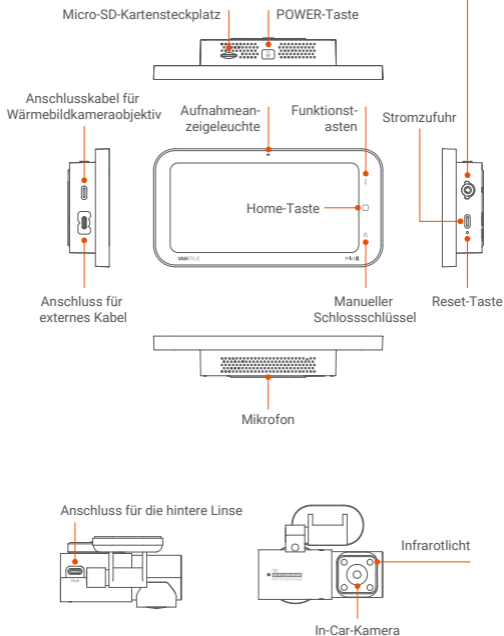 Micro-SD-Kartensteckplatz
POWER-Taste
Anschlusskabel für
Wärmebildkameraobjektiv
Aufnahmean-
zeigeleuchte
Funktionst-
asten
Stromzufuhr
Home-Taste
VANTRUE
Anschluss für
externes Kabel
Manueller
Schlossschlüssel
Reset-Taste
Mikrofon
Anschluss für die hintere Linse
Infrarotlicht
In-Car-Kamera